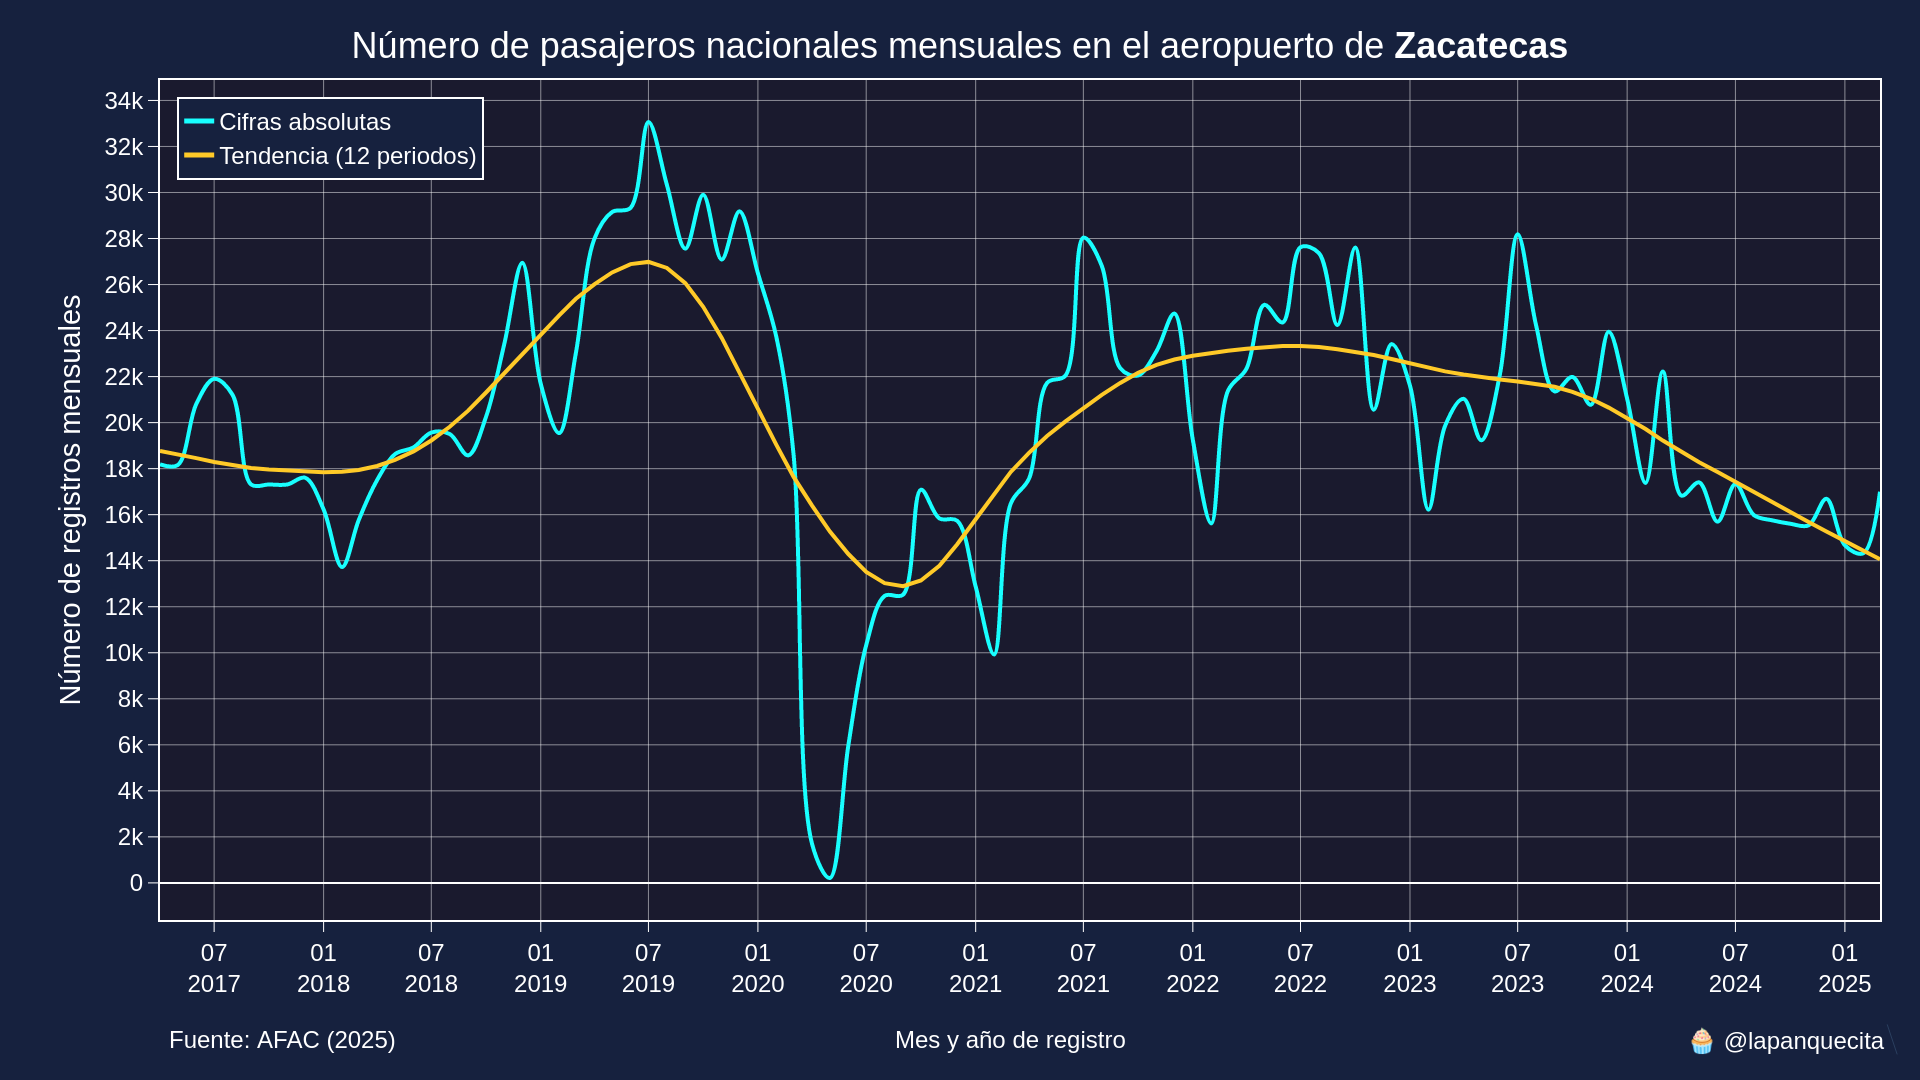 Número de pasajeros nacionales mensuales en el aeropuerto de Zacatecas
Cifras absolutas
Tendencia (12 periodos)
Número de registros mensuales
34k
32k
30k
28k
26k
24k
22k
20k
18k
16k
14k
12k
10k
8k
6k
4k
2k
0
07 01 07 01 07 01 07 01 07 01 07 01 07 01 07 01
2017 2018 2018 2019 2019 2020 2020 2021 2021 2022 2022 2023 2023 2024 2024 2025
Fuente: AFAC (2025)
Mes y año de registro
🧁 @lapanquecita